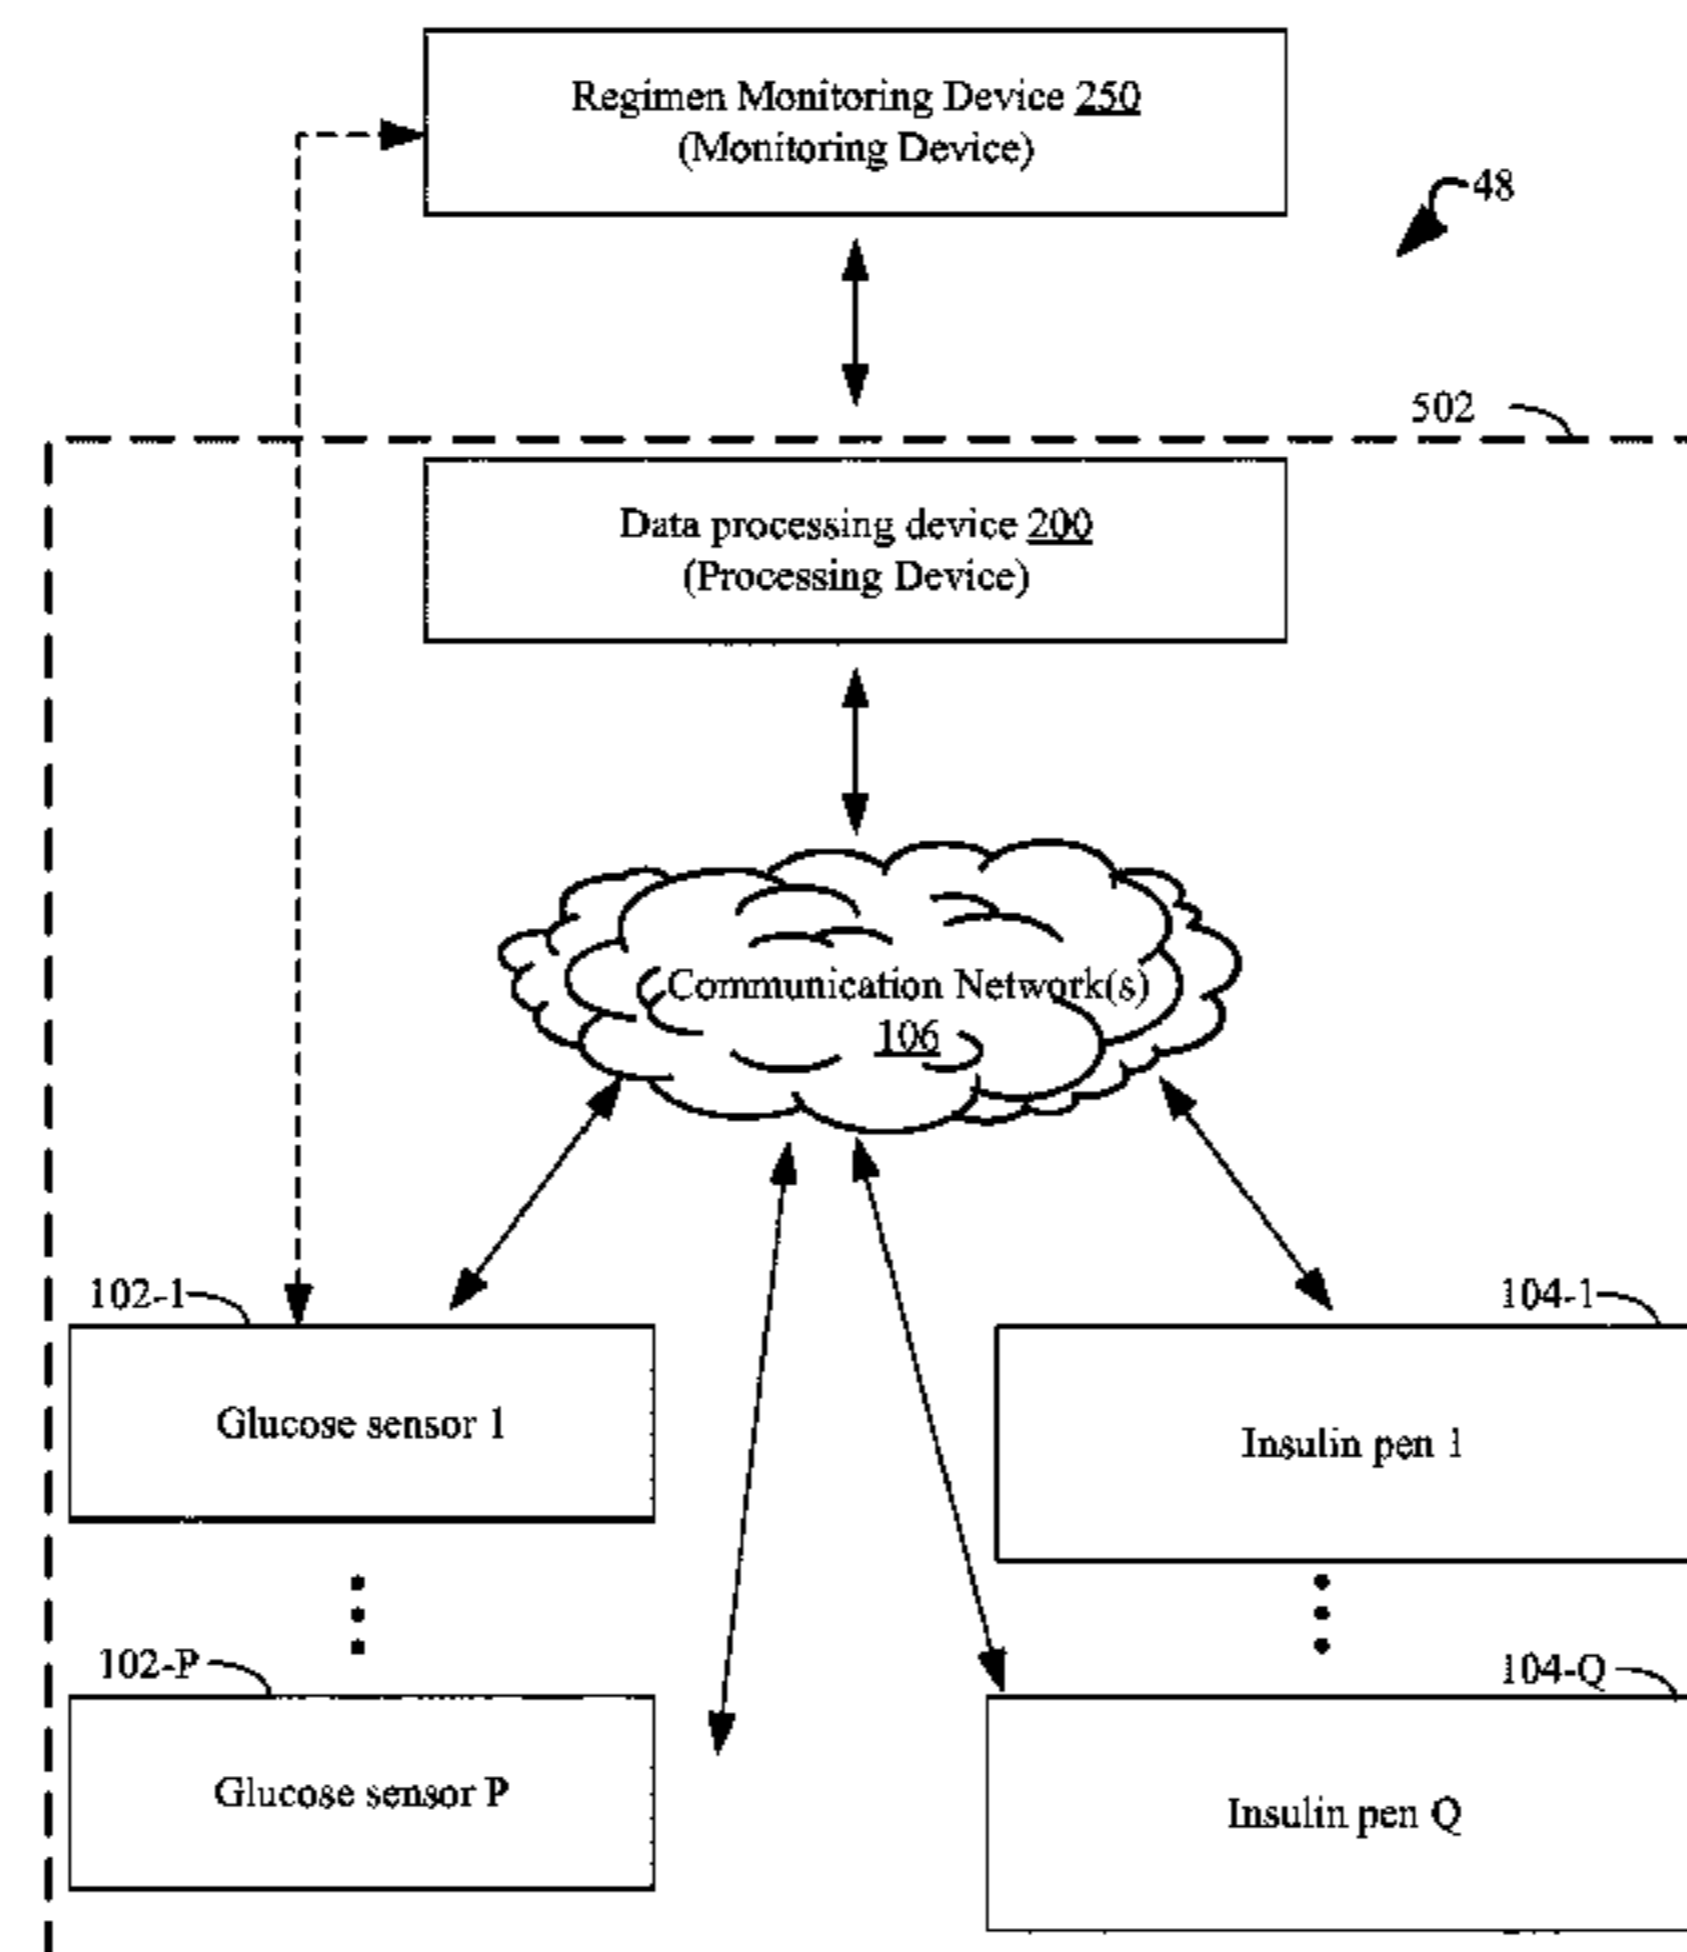 Regimen Monitoring Device 250
(Monitoring Device)
48
502
Data processing device 200
(Processing Device)
Communication Network(s)
106
102-1
104-1
Glucose sensor 1
Insulin pen 1
102-P
104-Q
Glucose sensor P
Insulin pen Q